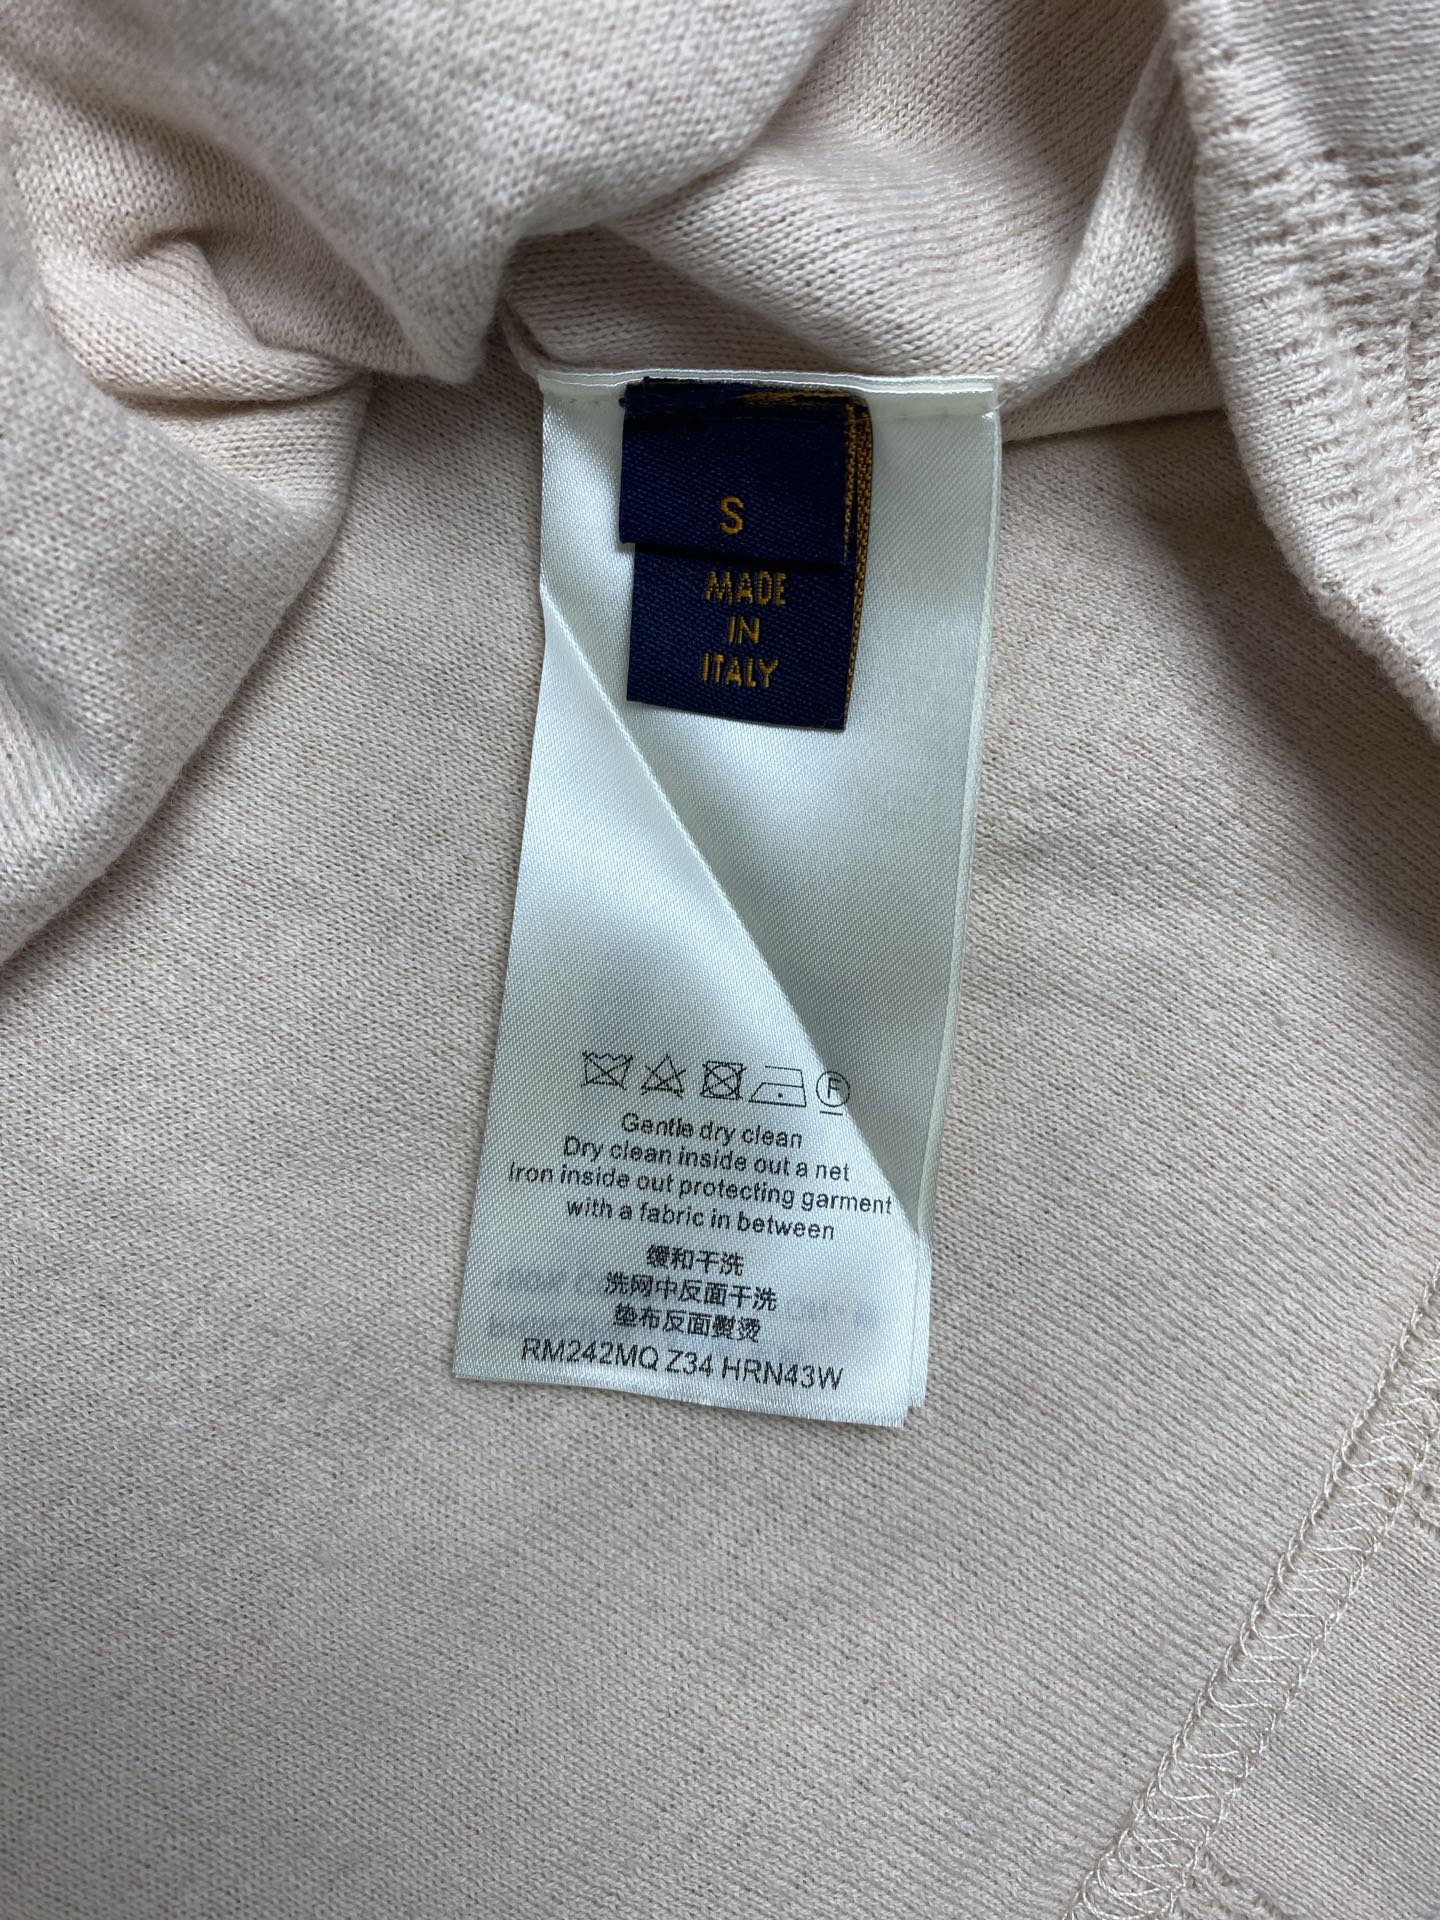 S
MADE
IN
ITALY
F
Gentle dry clean
Dry clean inside out a net
Iron inside out protecting garment
with a fabric in between
缓和干洗
洗网中反面干洗
垫布反面熨烫
RM242MQ Z34 HRN43W